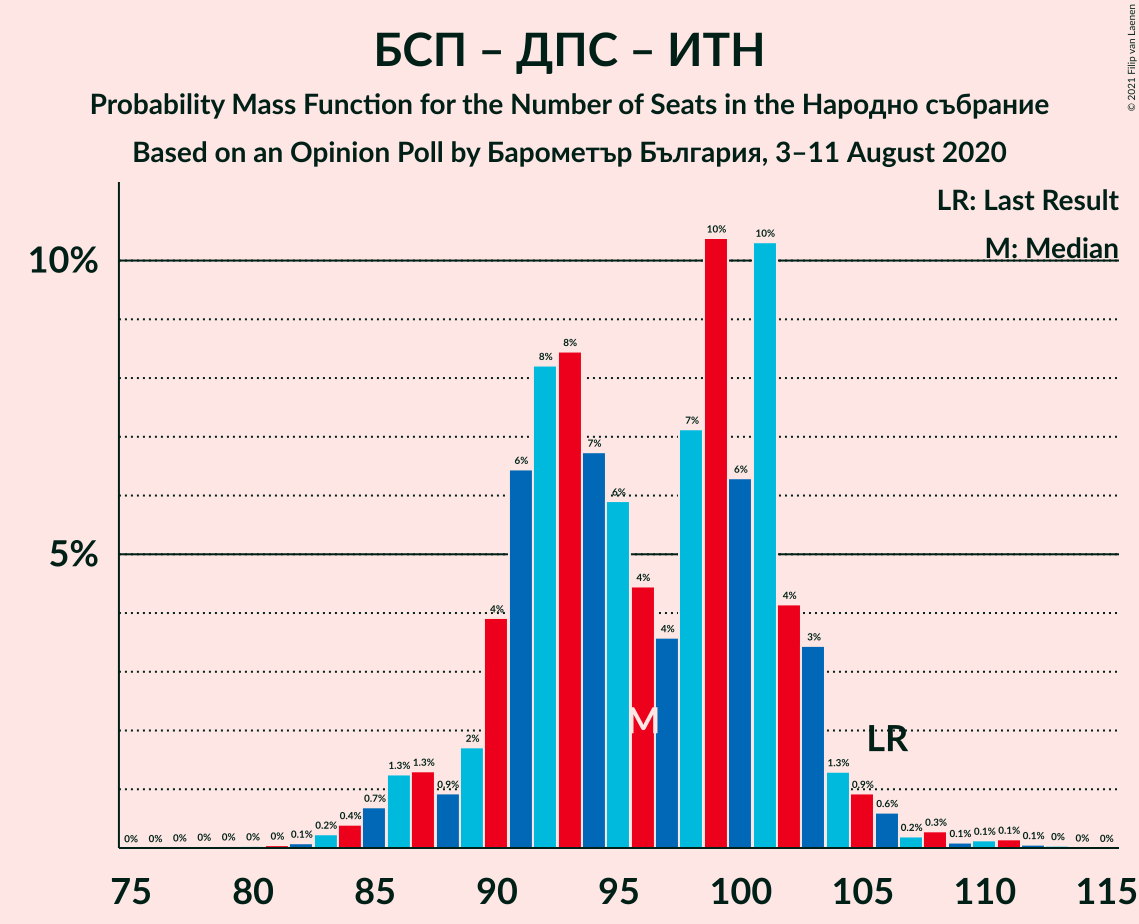 БСП – ДПС – ИТН
Probability Mass Function for the Number of Seats in the Народно събрание
Based on an Opinion Poll by Барометър България, 3–11 August 2020
© 2021 Filip van Laenen
LR: Last Result
M: Median
10%
5%
0% 0% 0% 0% 0% 0% 0% 0.1% 0.2% 0.4% 0.7% 1.3% 1.3% 0.9% 2% 4% 6% 8% 8% 7% 6% 4% 4% 7% 10% 6% 10% 4% 3% 1.3% 0.9% 0.6% 0.2% 0.3% 0.1% 0.1% 0.1% 0.1% 0% 0% 0%
M
LR
75 80 85 90 95 100 105 110 115